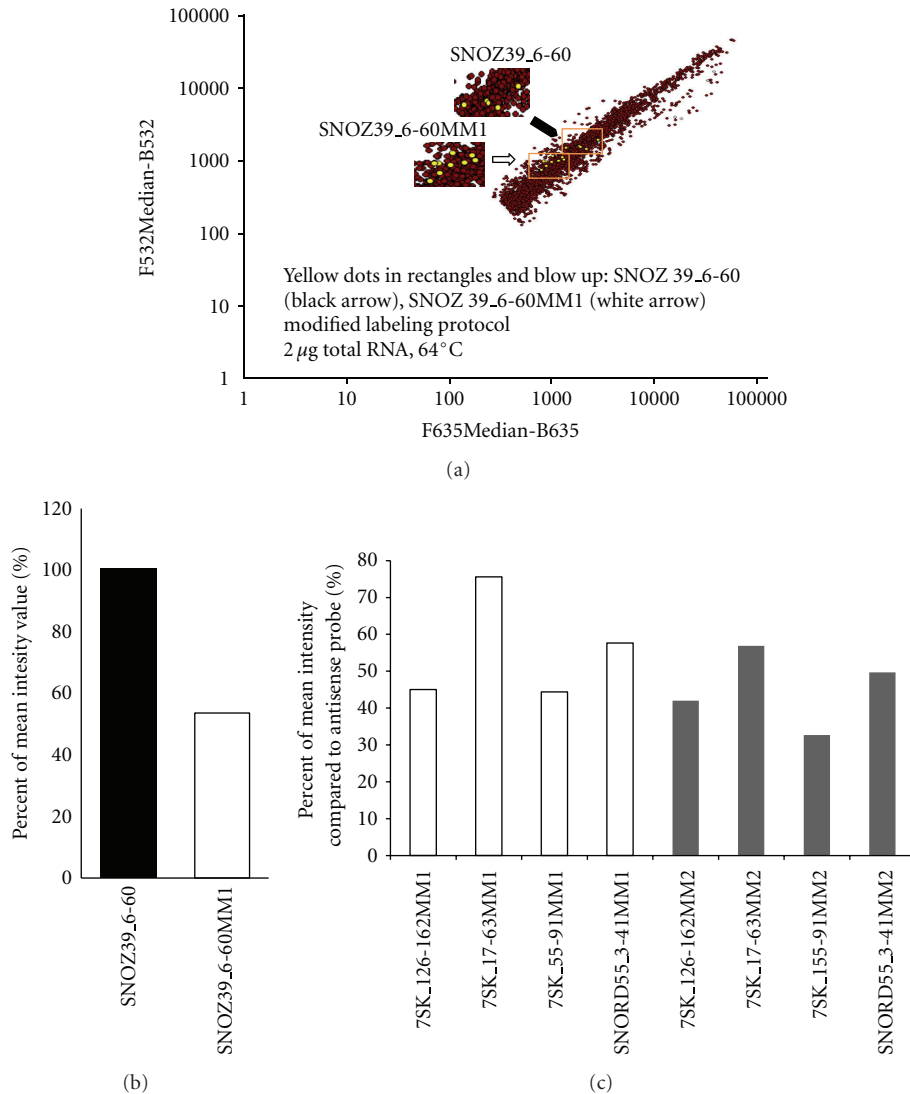 100000
10000
1000
100
10
1
F532Median-B532
SNOZ39_6-60
SNOZ39_6-60MM1
Yellow dots in rectangles and blow up: SNOZ 39_6-60
(black arrow), SNOZ 39_6-60MM1 (white arrow)
modified labeling protocol
2 µg total RNA, 64°C
1 10 100 1000 10000 100000
F635Median-B635
(a)
120
100
80
60
40
20
0
Percent of mean intesity value (%)
SNOZ39_6-60
SNOZ39_6-60MM1
(b)
80
70
60
50
40
30
20
10
0
Percent of mean intensity
compared to antisense probe (%)
7SK_126-162MM1
7SK_17-63MM1
7SK_55-91MM1
SNORD55_3-41MM1
7SK_126-162MM2
7SK_17-63MM2
7SK_155-91MM2
SNORD55_3-41MM2
(c)